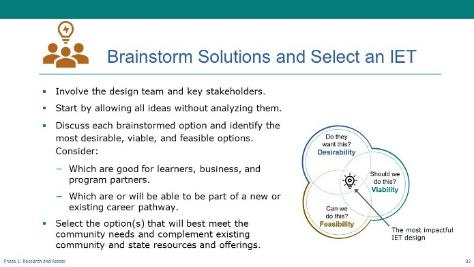 Brainstorm Solutions and Select an IET
▪ Involve the design team and key stakeholders.
▪ Start by allowing all ideas without analyzing them.
▪ Discuss each brainstormed option and identify the
most desirable, viable, and feasible options.
Consider:
– Which are good for learners, business, and
program partners.
– Which are or will be able to be part of a new or
existing career pathway.
▪ Select the option(s) that will best meet the
community needs and complement existing
community and state resources and offerings.
Do they
want this?
Desirability
Should we
do this?
Viability
Can we
do this?
Feasibility
The most impactful
IET design
Phase 1: Research and Assess